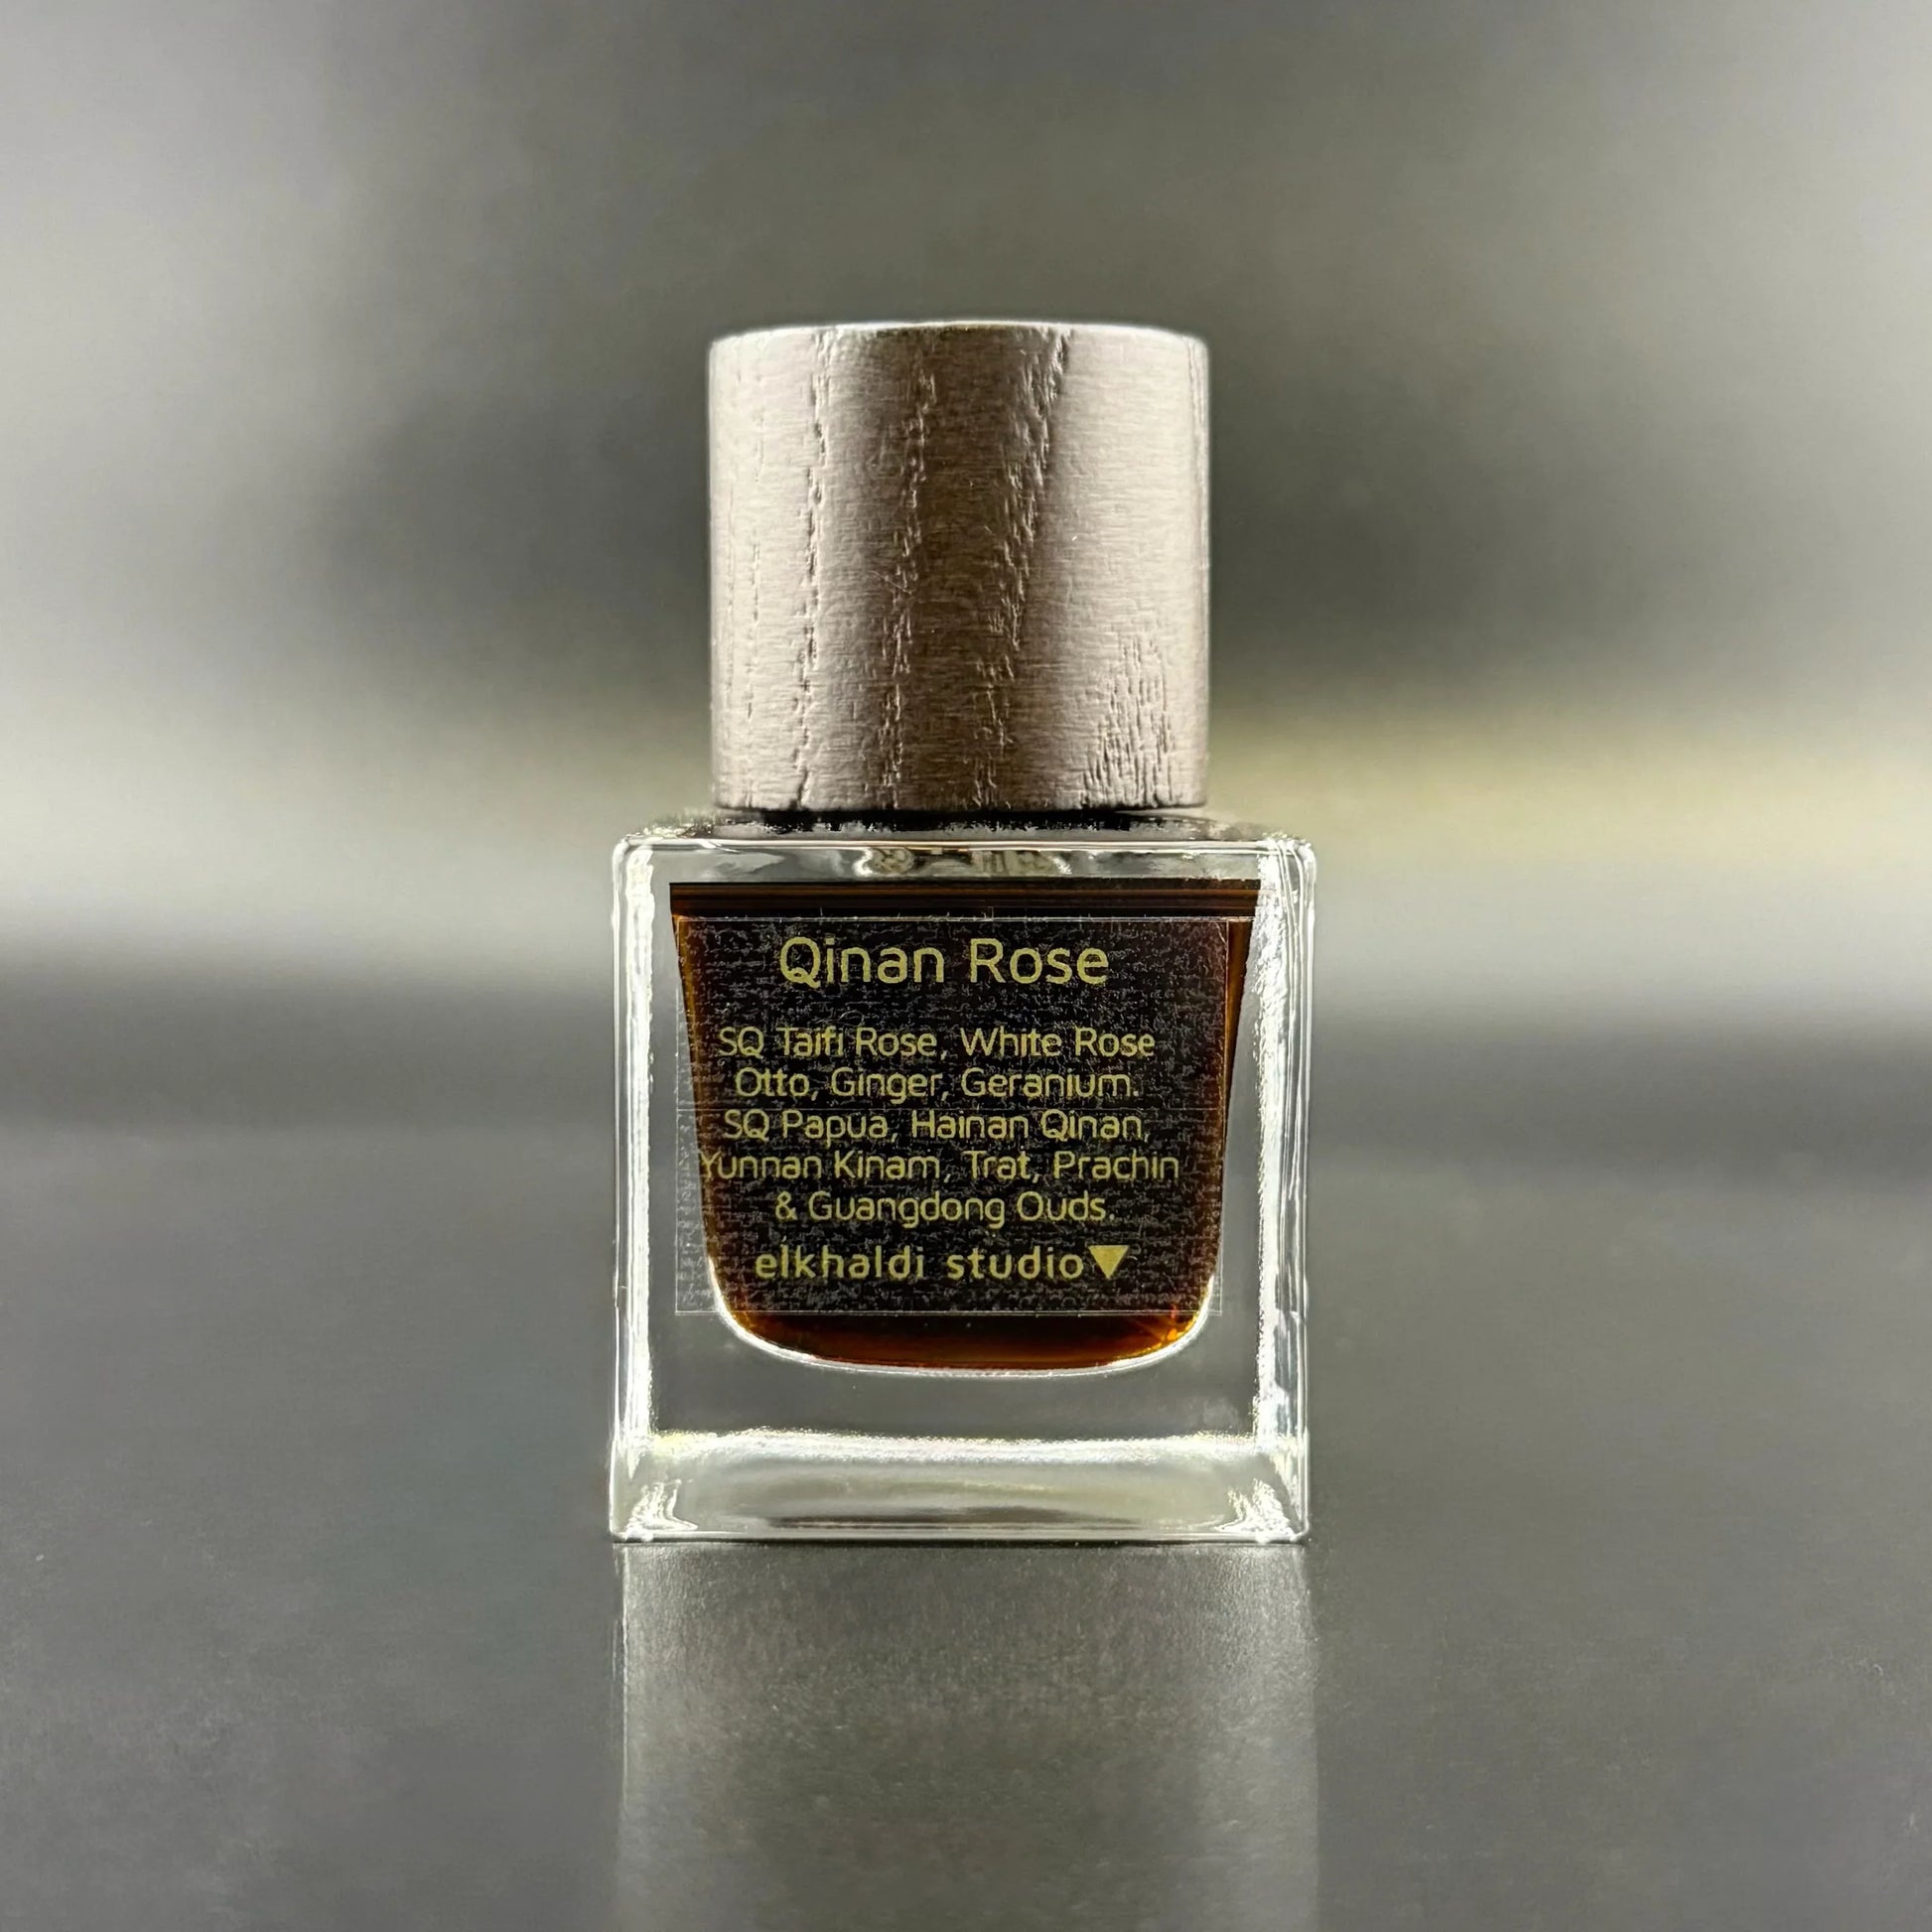 Qinan Rose
SQ Taifi Rose, White Rose
Otto, Ginger, Geranium.
SQ Papua, Hainan Qinan,
Yunnan Kinam, Trat, Prachin
& Guangdong Ouds.
elkhaldi studio